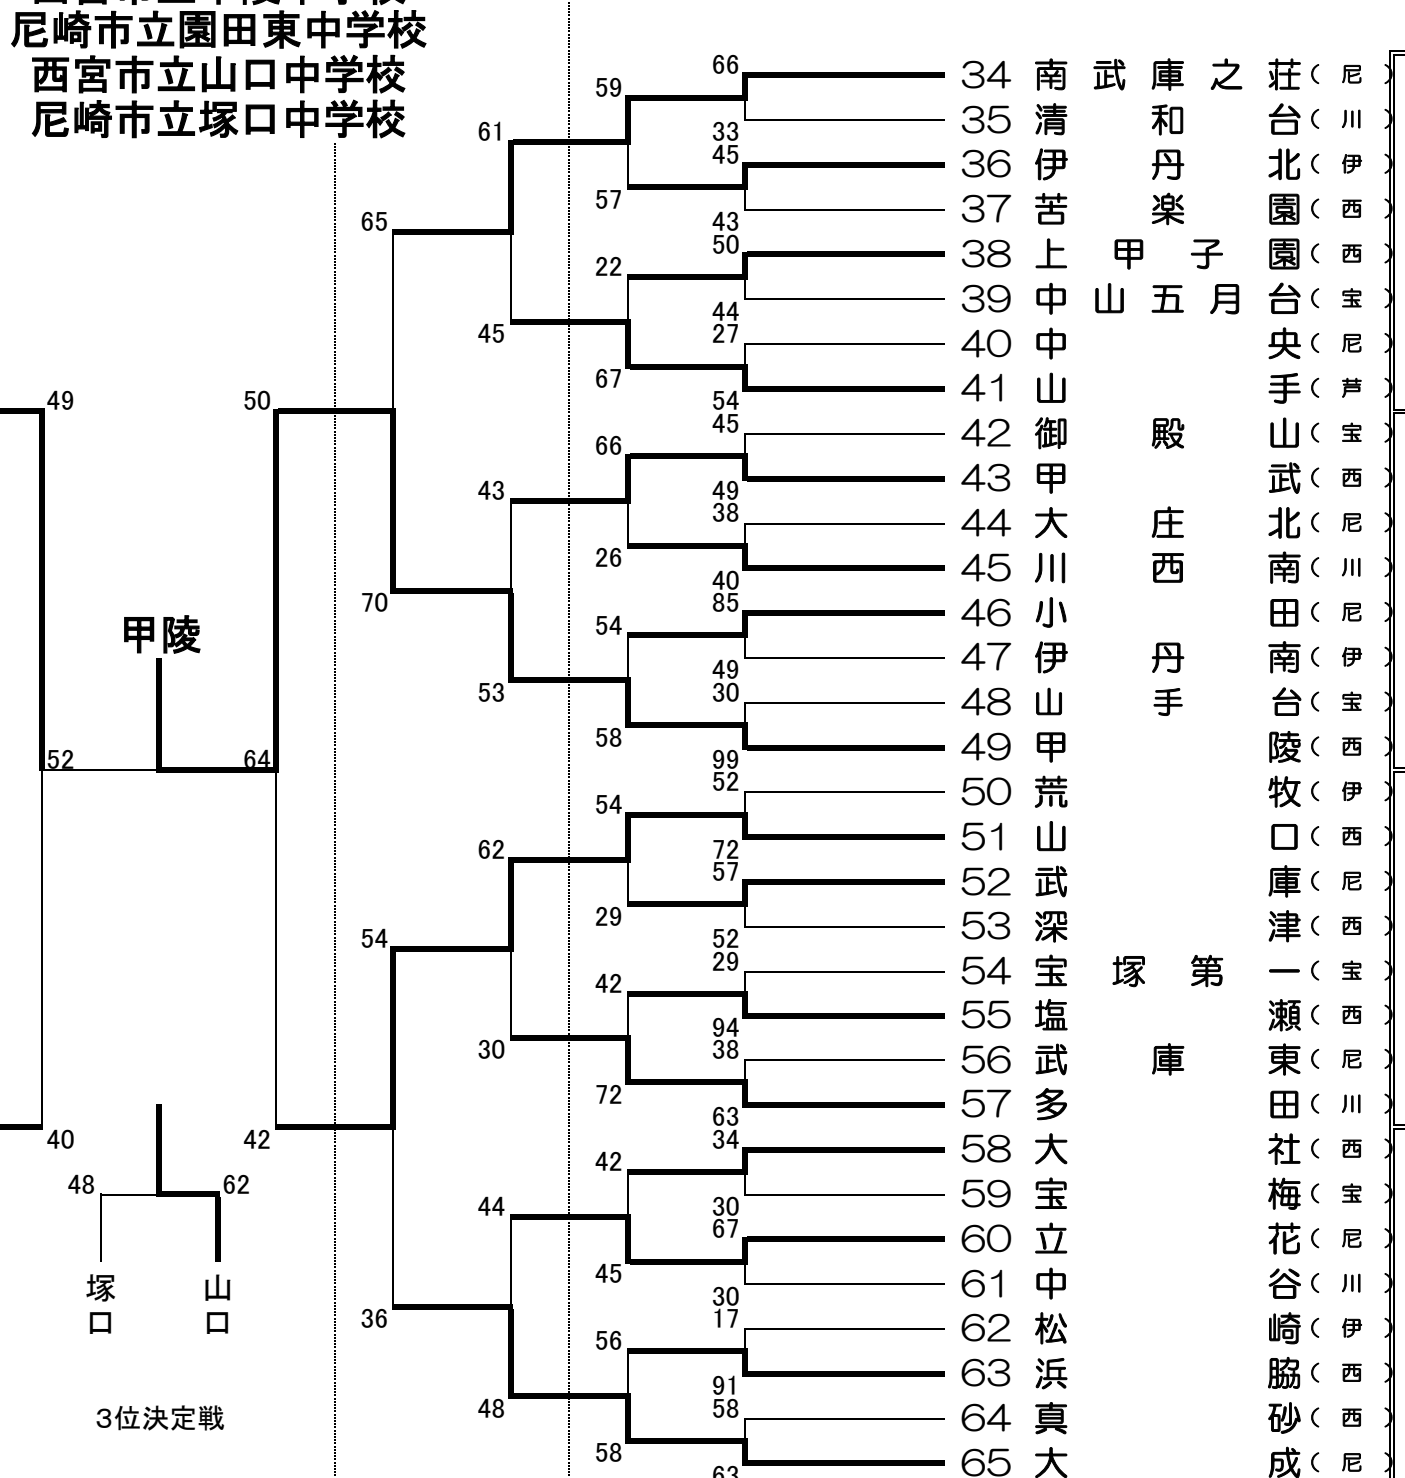 尼崎市立園田東中学校
西宮市立山口中学校
尼崎市立塚口中学校
66
34 南武庫之荘（尼）
59
33
35 清和台（川）
61
45
36 伊丹北（伊）
57
43
37 苦楽園（西）
65
50
38 上甲子園（西）
22
44
39 中山五月台（宝）
45
27
40 中央（尼）
67
54
41 山手（芦）
49
50
45
42 御殿山（宝）
66
49
43 甲武（西）
43
38
44 大庄北（尼）
26
40
45 川西南（川）
70
85
46 小田（尼）
甲陵
54
49
47 伊丹南（伊）
53
30
48 山手台（宝）
58
99
49 甲陵（西）
52
64
52
50 荒牧（伊）
54
72
51 山口（西）
62
57
52 武庫（尼）
29
52
53 深津（西）
54
29
54 宝塚第一（宝）
42
94
55 塩瀬（西）
30
38
56 武庫東（尼）
72
63
57 多田（川）
40
42
34
58 大社（西）
42
30
59 宝梅（宝）
48
62
44
67
60 立花（尼）
45
30
61 中谷（川）
塚口
山口
36
17
62 松崎（伊）
56
91
63 浜脇（西）
48
58
64 真砂（西）
3位決定戦
58
63
65 大成（尼）